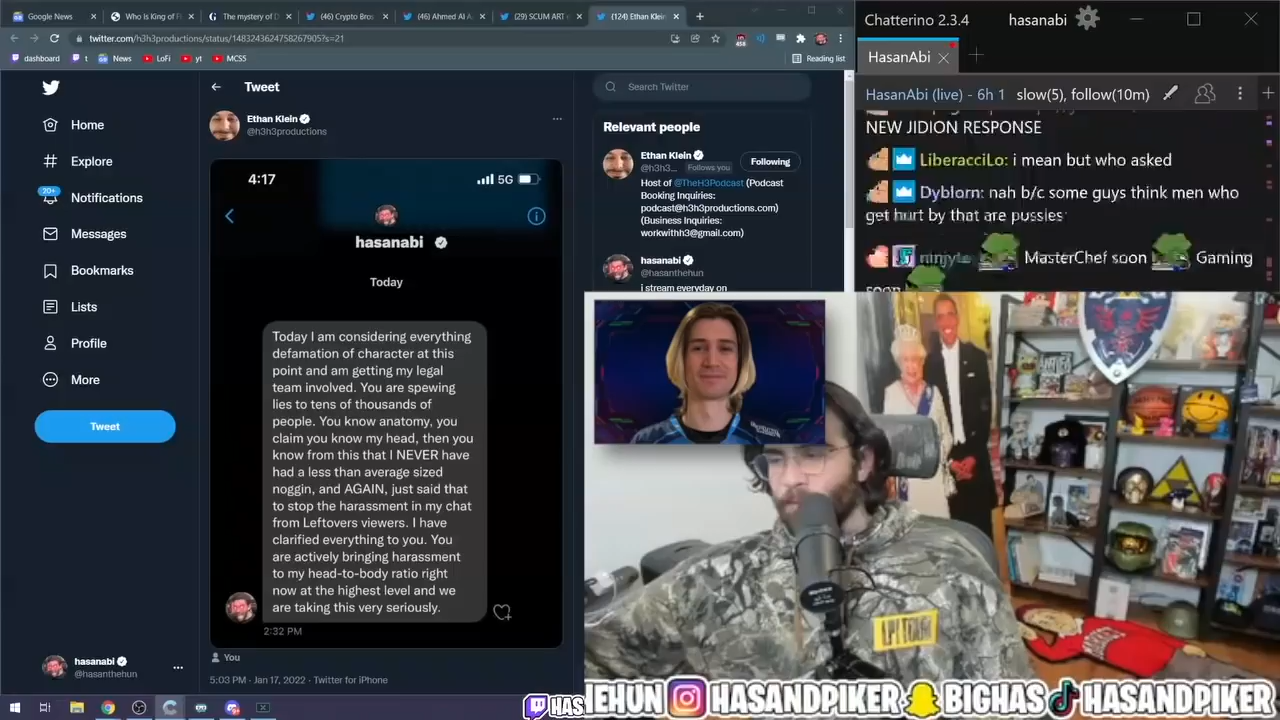 Google News
Who Is King of F
The mystery of D
(46) Crypto Bros
(46) Ahmed Al A
(29) SCUM ART
(124) Ethan Klein
twitter.com/h3h3productions/status/1483243624758267905?s=21
dashboard
t
News
LoFi
yt
MCS5
Reading list
Home
Explore
20+
Notifications
Messages
Bookmarks
Lists
Profile
More
Tweet
hasanabi
@hasanthehun
Tweet
Ethan Klein
@h3h3productions
4:17
5G
hasanabi
Today
Today I am considering everything
defamation of character at this
point and am getting my legal
team involved. You are spewing
lies to tens of thousands of
people. You know anatomy, you
claim you know my head, then you
know from this that I NEVER have
had a less than average sized
noggin, and AGAIN, just said that
to stop the harassment in my chat
from Leftovers viewers. I have
clarified everything to you. You
are actively bringing harassment
to my head-to-body ratio right
now at the highest level and we
are taking this very seriously.
2:32 PM
You
5:03 PM · Jan 17, 2022 · Twitter for iPhone
Search Twitter
Relevant people
Ethan Klein
@h3h3... Follows you
Following
Host of @TheH3Podcast (Podcast
Booking Inquiries:
podcast@h3h3productions.com)
(Business Inquiries:
workwithh3@gmail.com)
hasanabi
@hasanthehun
i stream everyday on
Chatterino 2.3.4
hasanabi
HasanAbi
HasanAbi (live) - 6h 1
slow(5), follow(10m)
NEW JIDION RESPONSE
LiberacciLo: i mean but who asked
Dyblorn: nah b/c some guys think men who
get hurt by that are pussies
MasterChef soon
Gaming
soon
HAS
HEHUN
HASANDPIKER
BIGHAS
HASANDPIKER